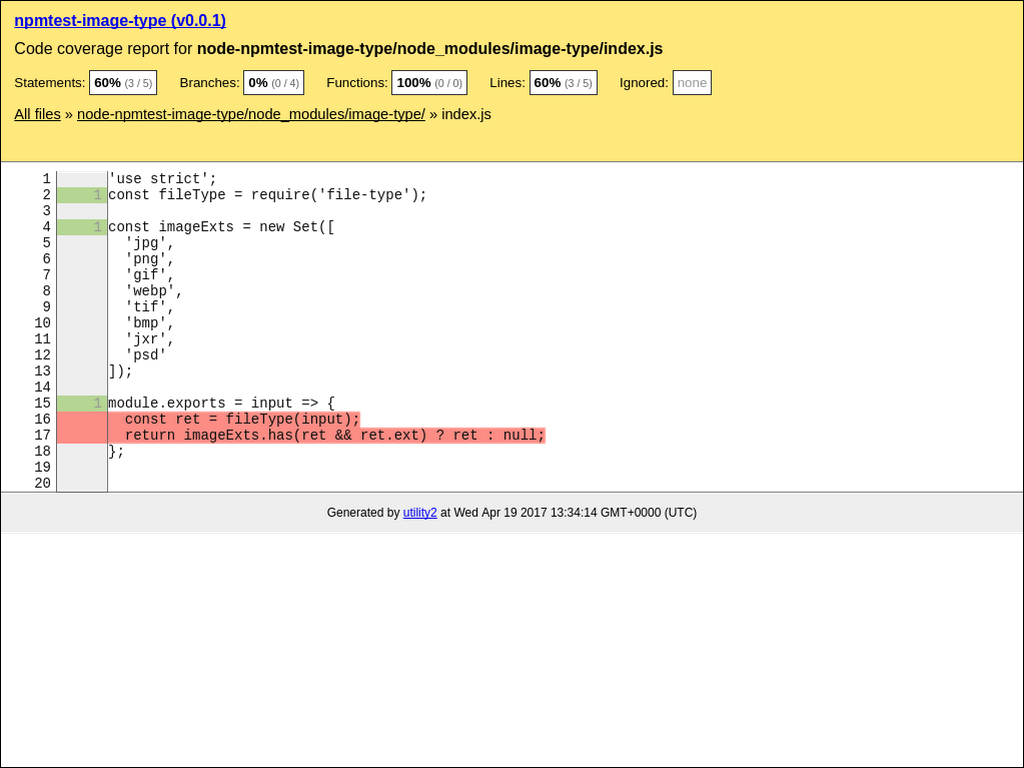 npmtest-image-type (v0.0.1)
Code coverage report for node-npmtest-image-type/node_modules/image-type/index.js
Statements: 60% (3 / 5) Branches: 0% (0 / 4) Functions: 100% (0 / 0) Lines: 60% (3 / 5) Ignored: none
All files » node-npmtest-image-type/node_modules/image-type/ » index.js
1 'use strict';
2 1 const fileType = require('file-type');
3
4 1 const imageExts = new Set([
5 'jpg',
6 'png',
7 'gif',
8 'webp',
9 'tif',
10 'bmp',
11 'jxr',
12 'psd'
13 ]);
14
15 1 module.exports = input => {
16 const ret = fileType(input);
17 return imageExts.has(ret && ret.ext) ? ret : null;
18 };
19
20
Generated by utility2 at Wed Apr 19 2017 13:34:14 GMT+0000 (UTC)